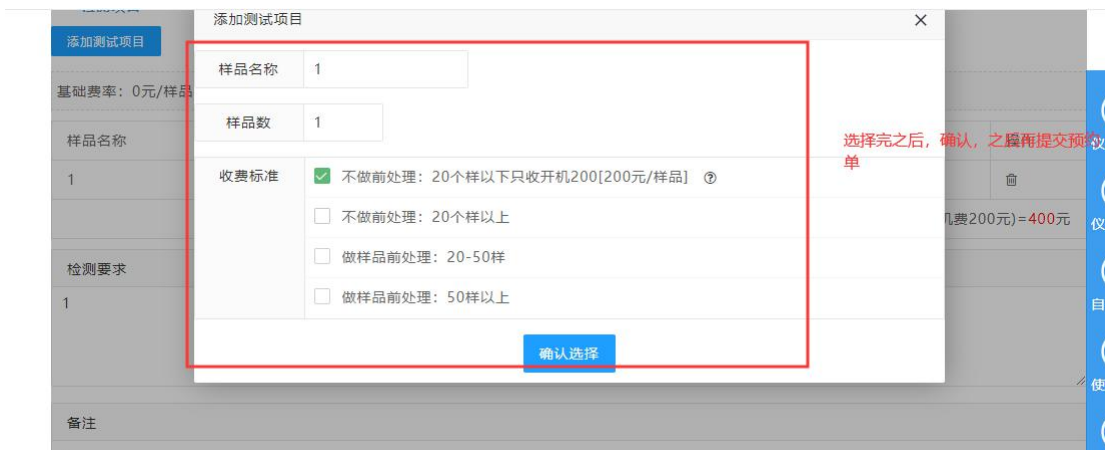 添加测试项目
添加测试项目
样品名称 1
基础费率：0元/样品
样品数 1
样品名称
选择完之后，确认，之后再提交预约单
1
收费标准
不做前处理：20个样以下只收开机200[200元/样品]
不做前处理：20个样以上
机费200元)=400元
做样品前处理：20-50样
检测要求
1
做样品前处理：50样以上
确认选择
备注
仪
仪
自
使